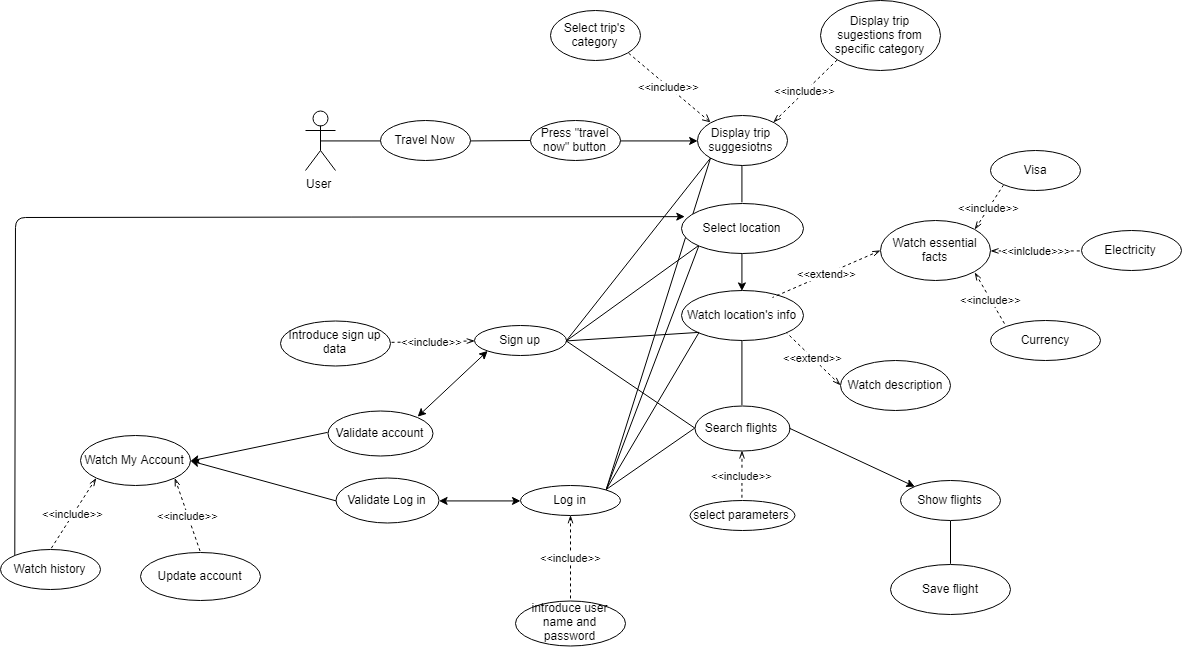 Select trip's
category
Display trip
sugestions from
specific category
<<include>>
<<include>>
User
Travel Now
Press "travel
now" button
Display trip
suggesiotns
Visa
<<include>>
Select location
Watch essential
facts
<<inlclude>>>
Electricity
<<extend>>
<<include>>
Watch location's info
Currency
Introduce sign up
data
<<include>>
Sign up
<<extend>>
Watch description
Validate account
Search flights
Watch My Account
<<include>>
Validate Log in
Log in
select parameters
Show flights
<<include>>
<<include>>
<<include>>
Watch history
Update account
Save flight
introduce user
name and
password